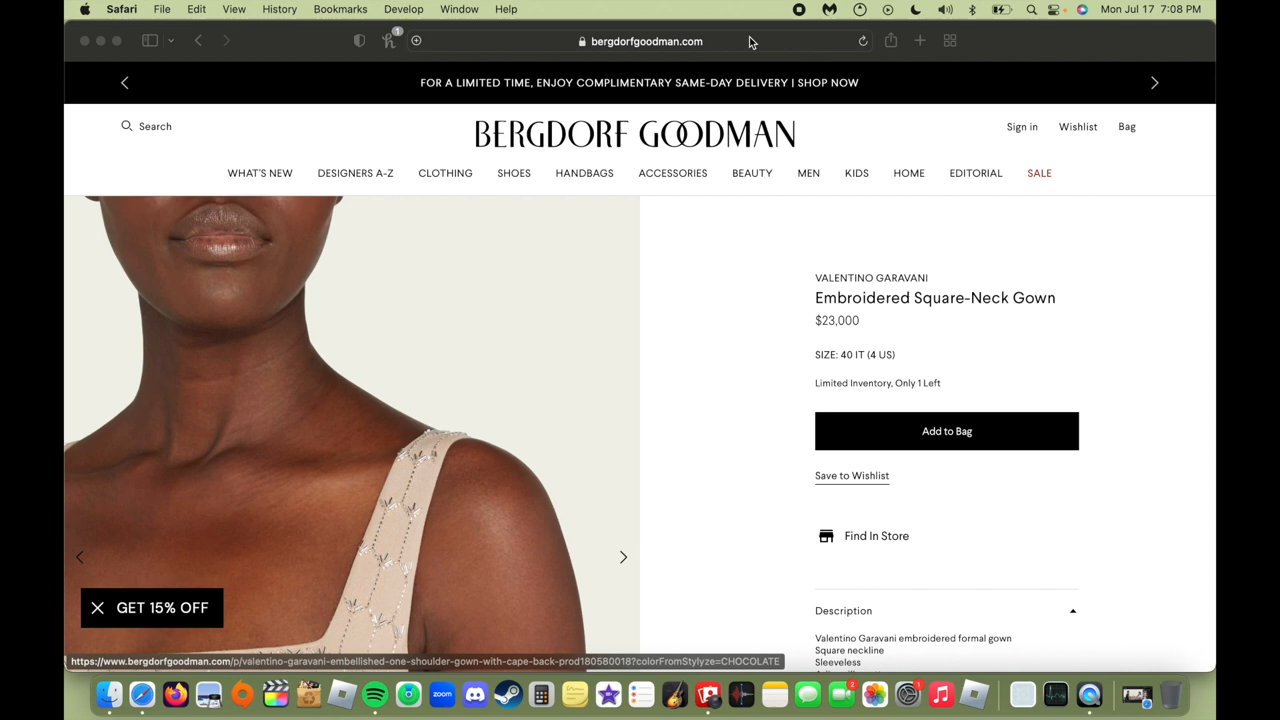 Safari File Edit View History Bookmarks Develop Window Help
Mon Jul 17 7:08 PM
1
bergdorfgoodman.com
FOR A LIMITED TIME, ENJOY COMPLIMENTARY SAME-DAY DELIVERY | SHOP NOW
Search
BERGDORF GOODMAN
Sign in Wishlist Bag
WHAT'S NEW DESIGNERS A-Z CLOTHING SHOES HANDBAGS ACCESSORIES BEAUTY MEN KIDS HOME EDITORIAL SALE
VALENTINO GARAVANI
Embroidered Square-Neck Gown
$23,000
SIZE: 40 IT (4 US)
Limited Inventory, Only 1 Left
Add to Bag
Save to Wishlist
Find In Store
GET 15% OFF
Description
Valentino Garavani embroidered formal gown
Square neckline
Sleeveless
https://www.bergdorfgoodman.com/p/valentino-garavani-embellished-one-shoulder-gown-with-cape-back-prod180580018?colorFromStylyze=CHOCOLATE
zoom
2
1